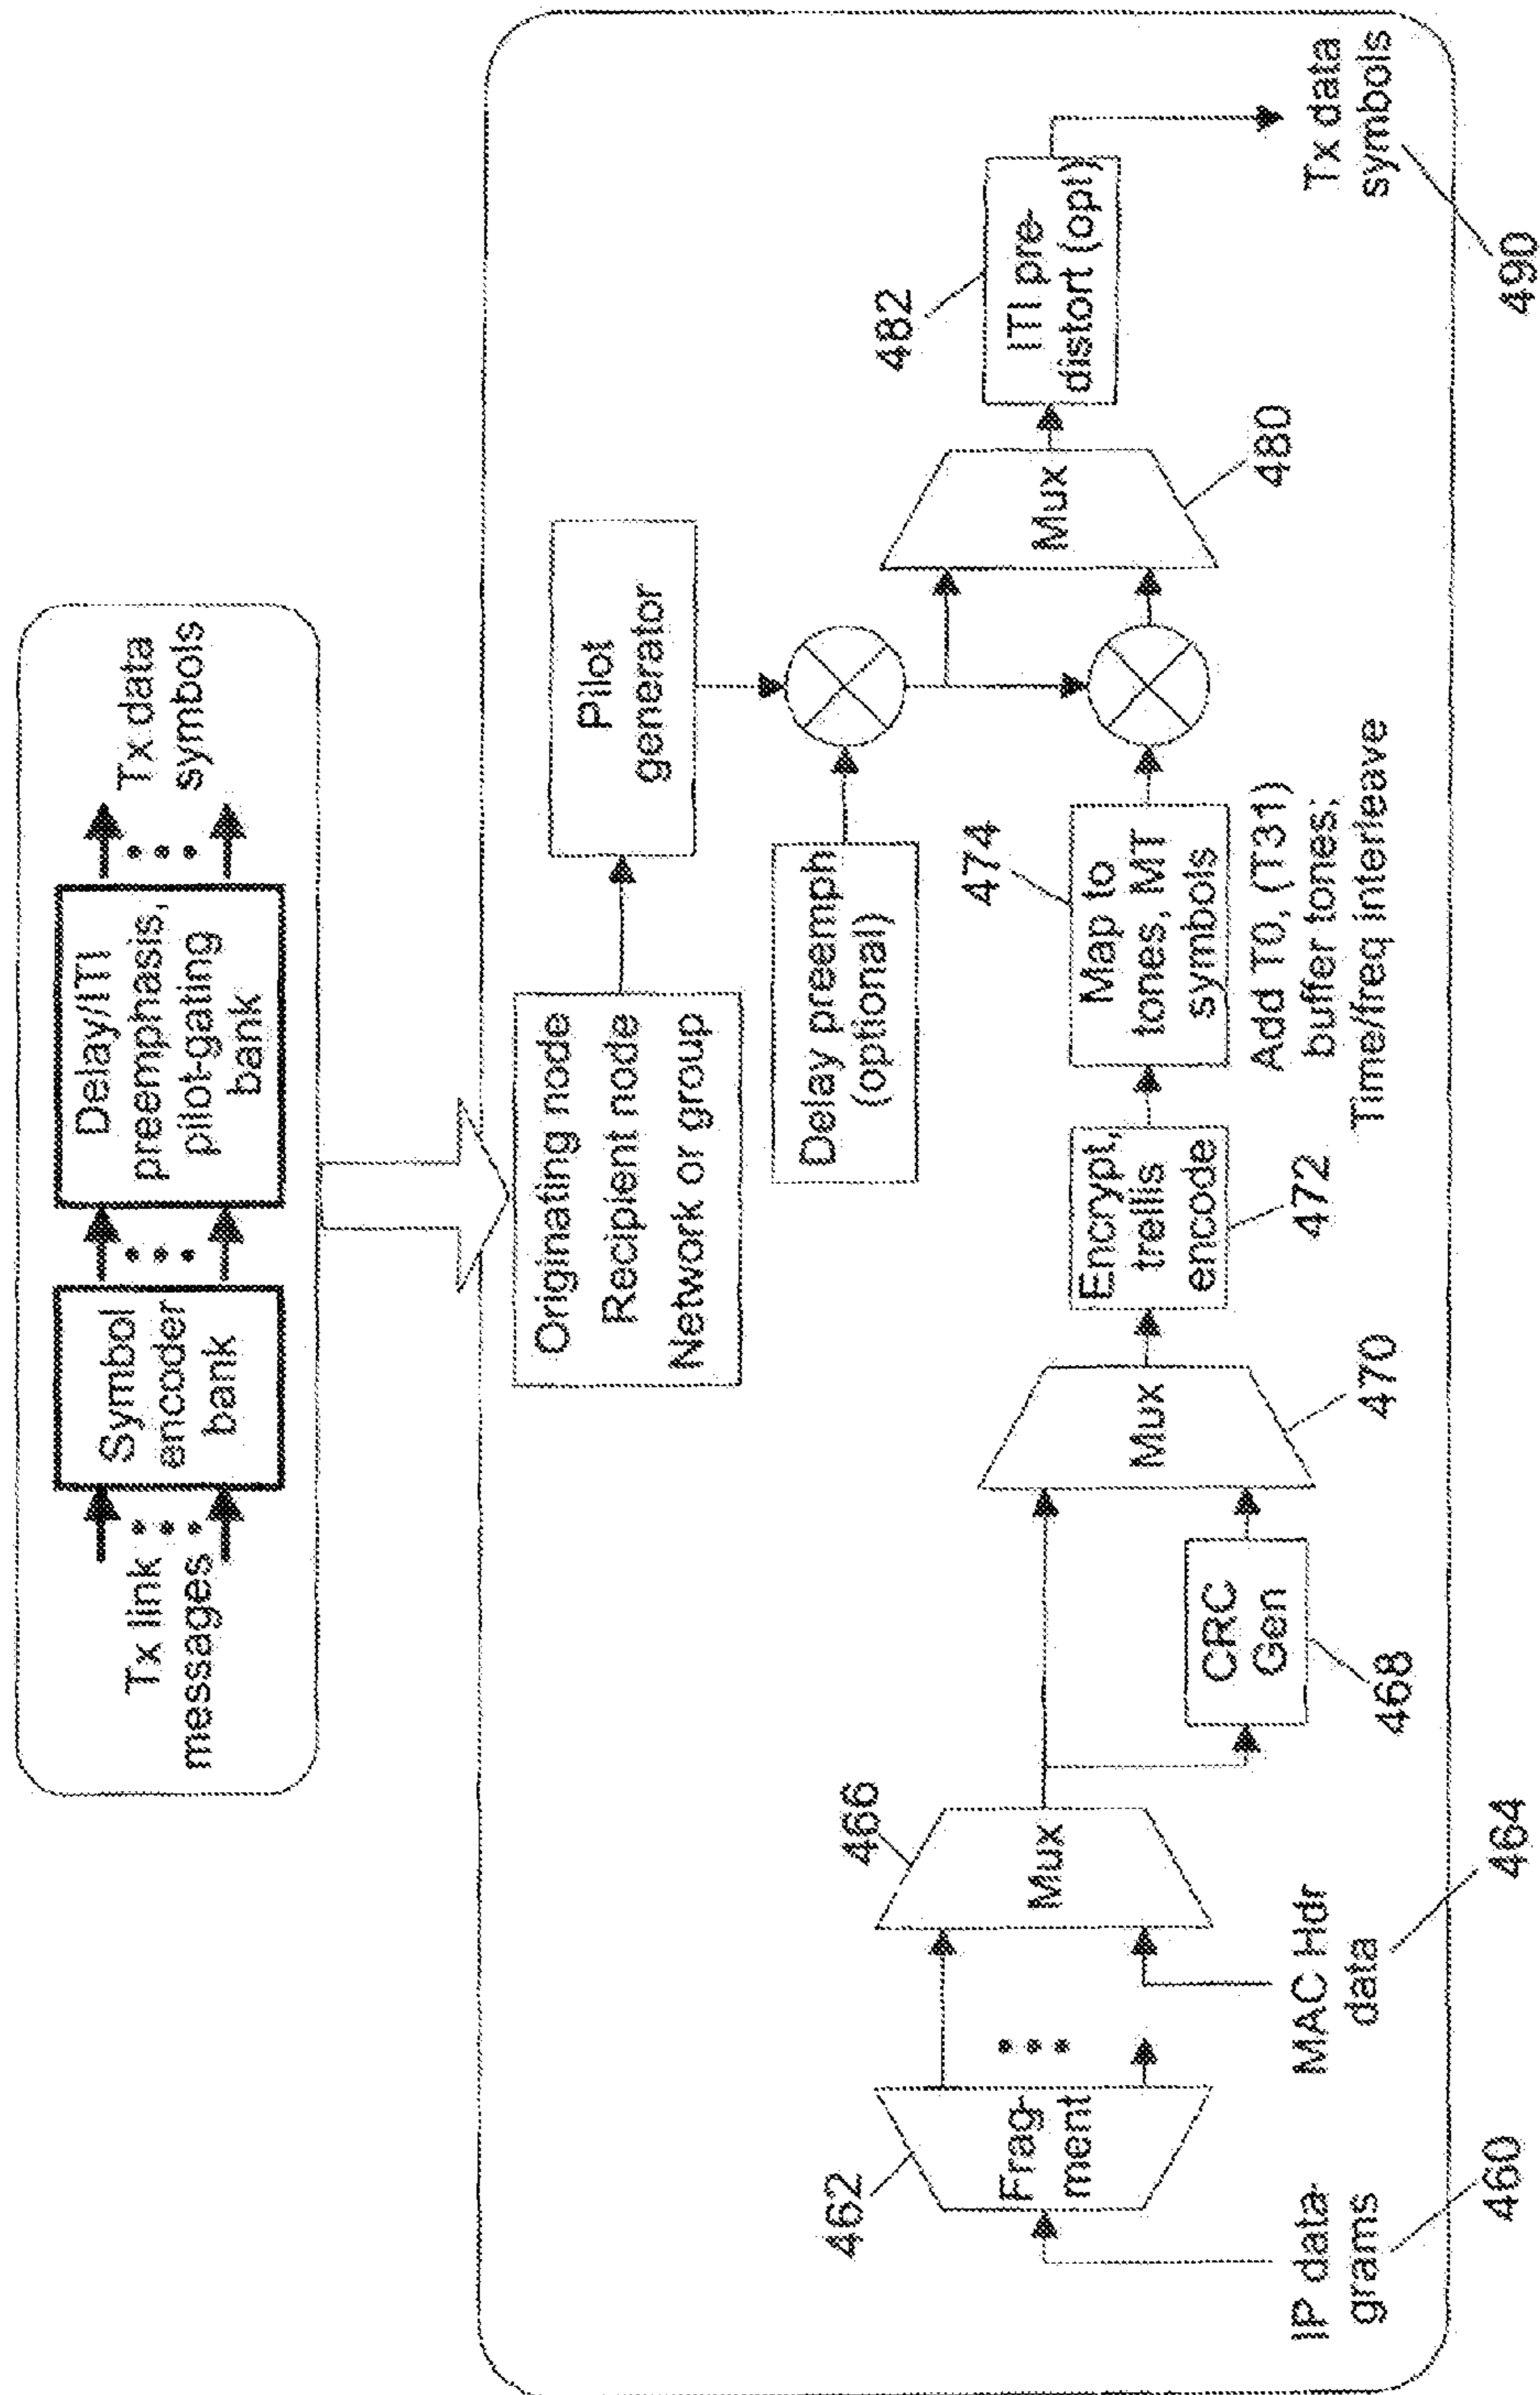 Tx link
messages
Symbol
encoder
bank
Delay/ITI
preemphasis,
pilot-gating
bank
Tx data
symbols
Originating node
Recipient node
Network or group
Pilot
generator
Delay preemph
(optional)
IP data-
grams
460
462
Frag-
ment
MAC Hdr
data
464
466
Mux
CRC
Gen
468
Mux
470
Encrypt,
trellis
encode
472
474
Map to
tones, MT
symbols
Add T0, (T31)
buffer tones;
Time/freq interleave
Mux
480
482
ITI pre-
distort (opt)
Tx data
symbols
490